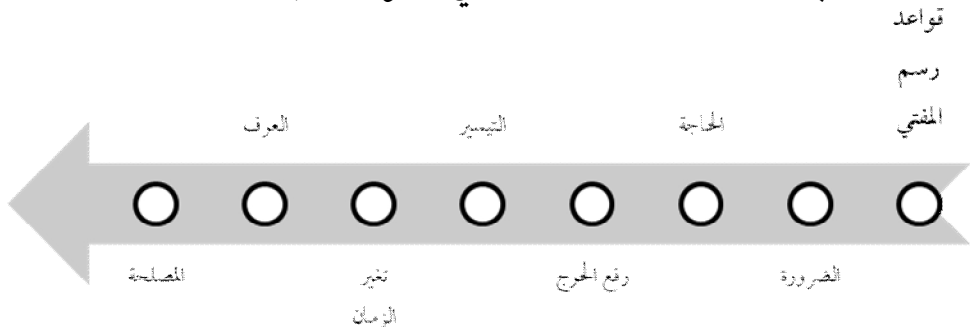 قواعد
رسم
المفتي
الضرورة
الحاجة
رفع الحرج
التيسير
تغير
الزمان
العرف
المصلحة